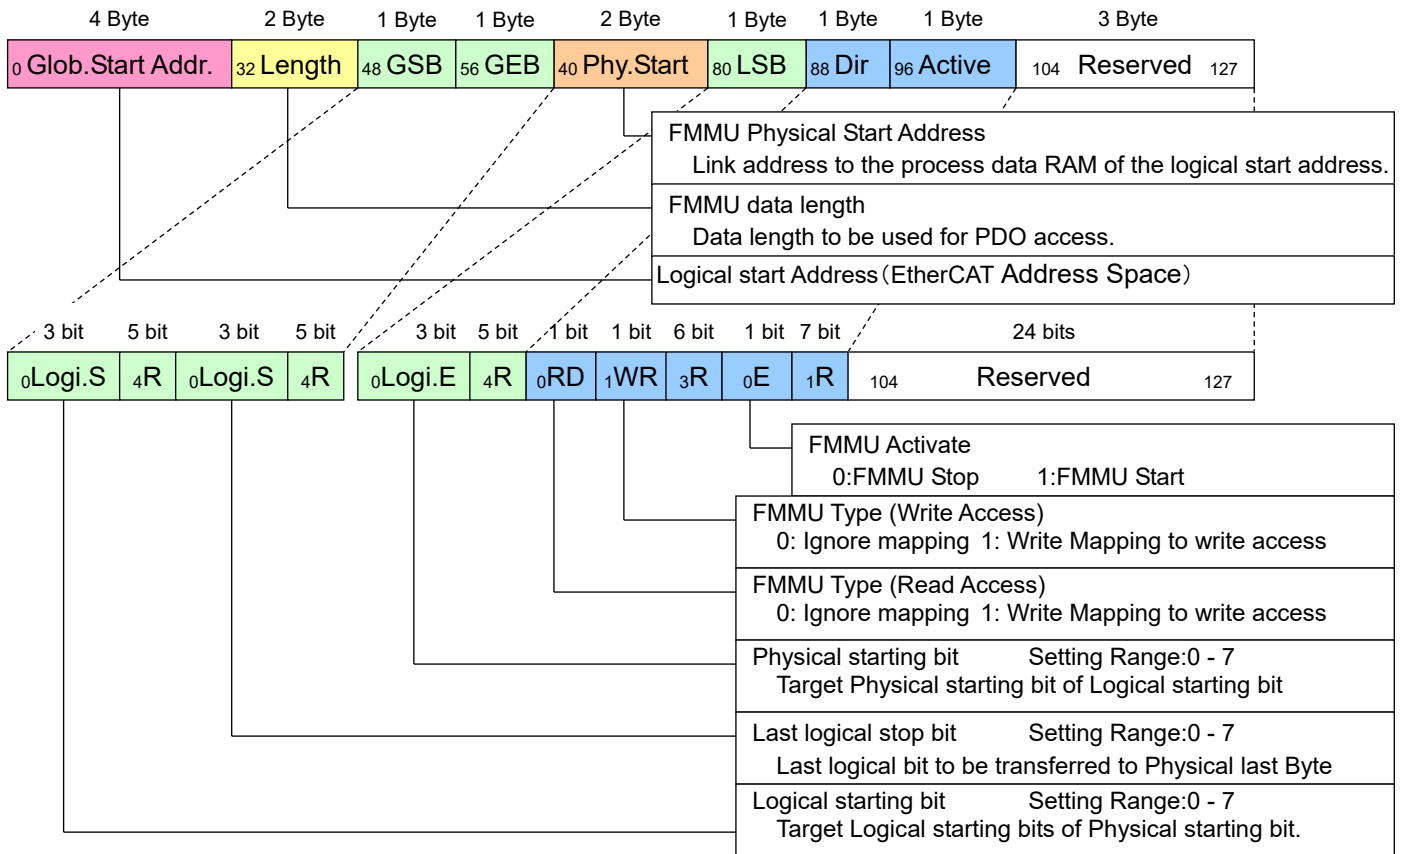 4 Byte 2 Byte 1 Byte 1 Byte 2 Byte 1 Byte 1 Byte 1 Byte 3 Byte
0 Glob.Start Addr. 32 Length 48 GSB 56 GEB 40 Phy.Start 80 LSB 88 Dir 96 Active 104 Reserved 127
FMMU Physical Start Address
Link address to the process data RAM of the logical start address.
FMMU data length
Data length to be used for PDO access.
Logical start Address（EtherCAT Address Space）
3 bit 5 bit 3 bit 5 bit 3 bit 5 bit 1 bit 1 bit 6 bit 1 bit 7 bit 24 bits
0Logi.S 4R 0Logi.S 4R 0Logi.E 4R 0RD 1WR 3R 0E 1R 104 Reserved 127
FMMU Activate
0:FMMU Stop 1:FMMU Start
FMMU Type (Write Access)
0: Ignore mapping 1: Write Mapping to write access
FMMU Type (Read Access)
0: Ignore mapping 1: Write Mapping to write access
Physical starting bit Setting Range:0 - 7
Target Physical starting bit of Logical starting bit
Last logical stop bit Setting Range:0 - 7
Last logical bit to be transferred to Physical last Byte
Logical starting bit Setting Range:0 - 7
Target Logical starting bits of Physical starting bit.